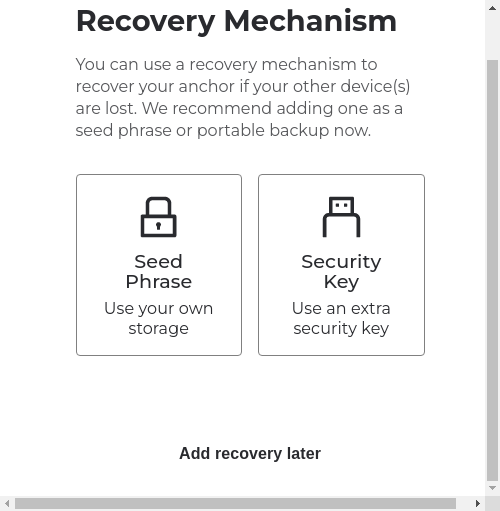 Recovery Mechanism
You can use a recovery mechanism to
recover your anchor if your other device(s)
are lost. We recommend adding one as a
seed phrase or portable backup now.
Seed
Phrase
Use your own
storage
Security
Key
Use an extra
security key
Add recovery later